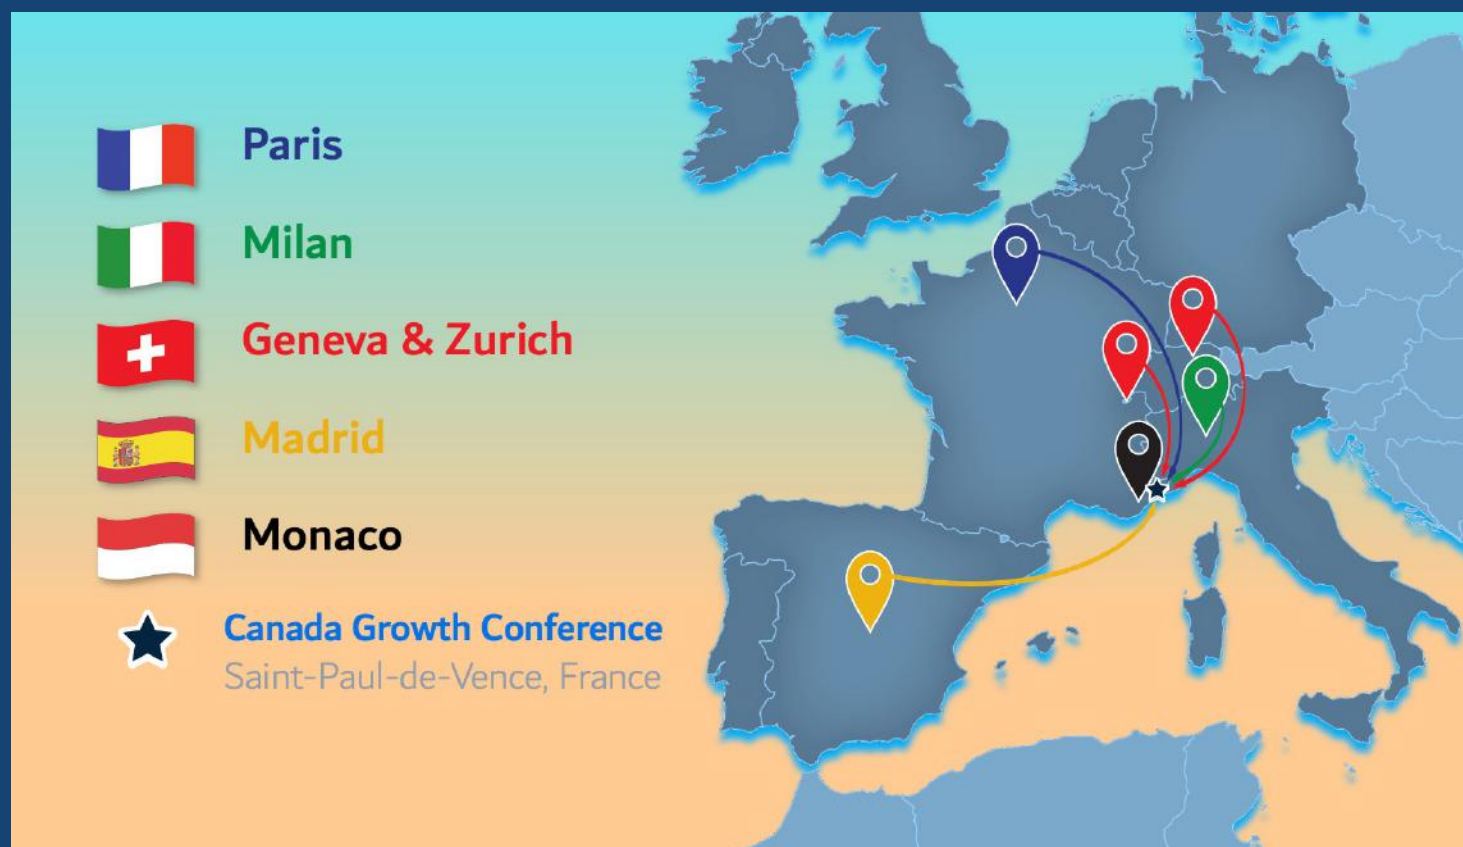 Paris
Milan
Geneva & Zurich
Madrid
Monaco
Canada Growth Conference
Saint-Paul-de-Vence, France